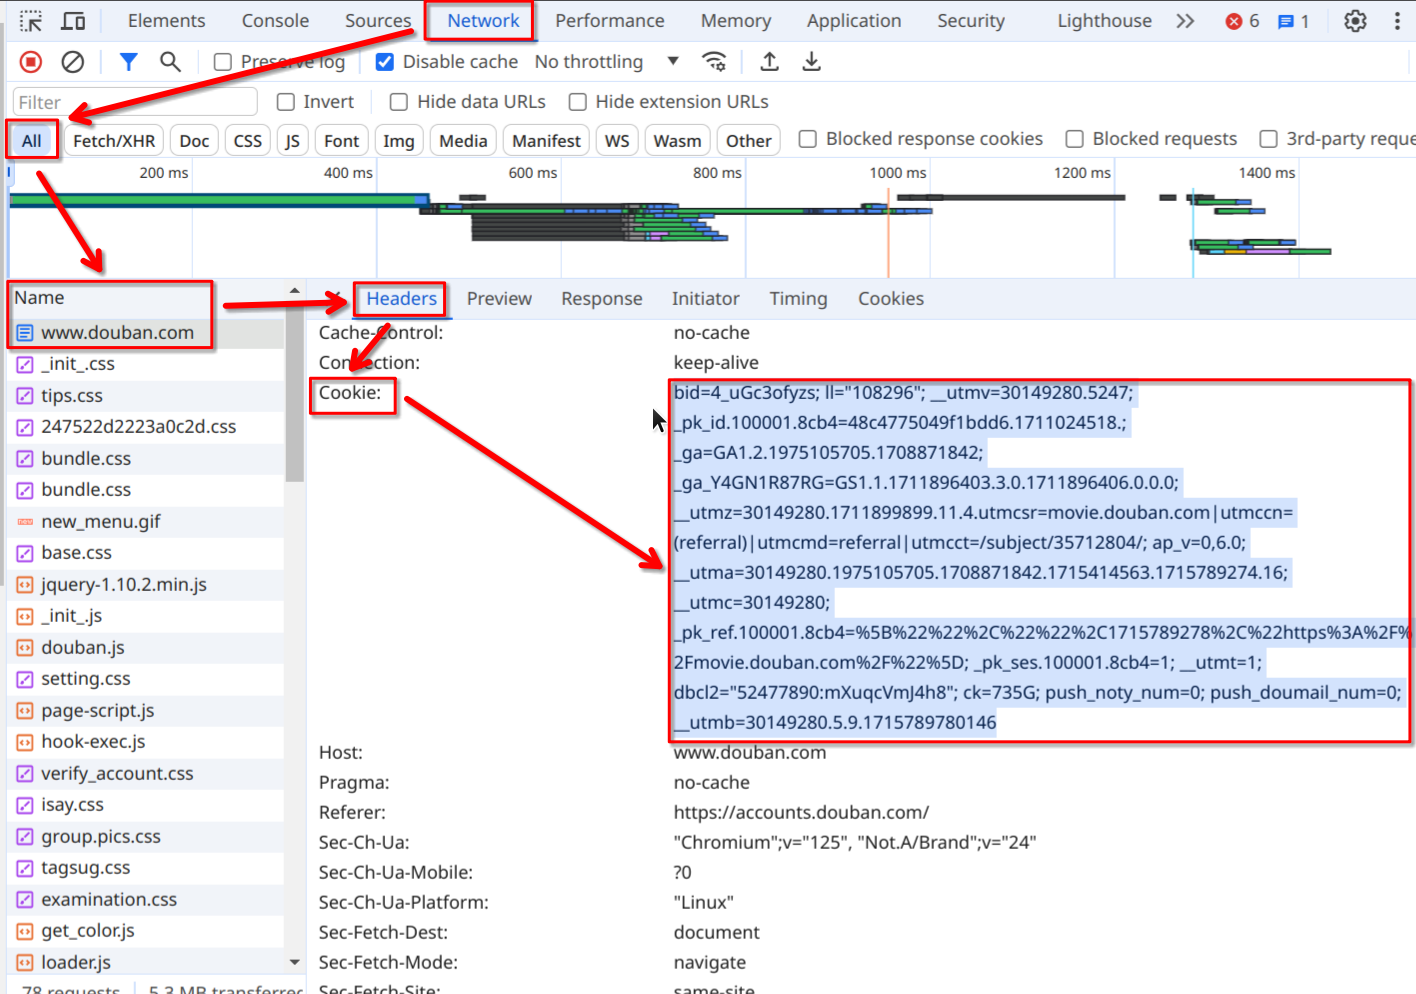 Elements Console Sources Network Performance Memory Application Security Lighthouse 6 1
Preserve log Disable cache No throttling
Filter Invert Hide data URLs Hide extension URLs
All Fetch/XHR Doc CSS JS Font Img Media Manifest WS Wasm Other Blocked response cookies Blocked requests 3rd-party reque
200 ms 400 ms 600 ms 800 ms 1000 ms 1200 ms 1400 ms
Name
www.douban.com
_init_.css
tips.css
247522d2223a0c2d.css
bundle.css
bundle.css
new_menu.gif
base.css
jquery-1.10.2.min.js
_init_.js
douban.js
setting.css
page-script.js
hook-exec.js
verify_account.css
isay.css
group.pics.css
tagsug.css
examination.css
get_color.js
loader.js
78 requests 5.3 MB transferred
Headers Preview Response Initiator Timing Cookies
Cache-Control: no-cache
Connection: keep-alive
Cookie: bid=4_uGc3ofyzs; ll="108296"; __utmv=30149280.5247;
_pk_id.100001.8cb4=48c4775049f1bdd6.1711024518.;
_ga=GA1.2.1975105705.1708871842;
_ga_Y4GN1R87RG=GS1.1.1711896403.3.0.1711896406.0.0.0;
__utmz=30149280.1711899899.11.4.utmcsr=movie.douban.com|utmccn=
(referral)|utmcmd=referral|utmcct=/subject/35712804/; ap_v=0,6.0;
__utma=30149280.1975105705.1708871842.1715414563.1715789274.16;
__utmc=30149280;
_pk_ref.100001.8cb4=%5B%22%22%2C%22%22%2C1715789278%2C%22https%3A%2F%
2Fmovie.douban.com%2F%22%5D; _pk_ses.100001.8cb4=1; __utmt=1;
dbcl2="52477890:mXuqcVmJ4h8"; ck=735G; push_noty_num=0; push_doumail_num=0;
__utmb=30149280.5.9.1715789780146
Host: www.douban.com
Pragma: no-cache
Referer: https://accounts.douban.com/
Sec-Ch-Ua: "Chromium";v="125", "Not.A/Brand";v="24"
Sec-Ch-Ua-Mobile: ?0
Sec-Ch-Ua-Platform: "Linux"
Sec-Fetch-Dest: document
Sec-Fetch-Mode: navigate
Sec-Fetch-Site: same-site